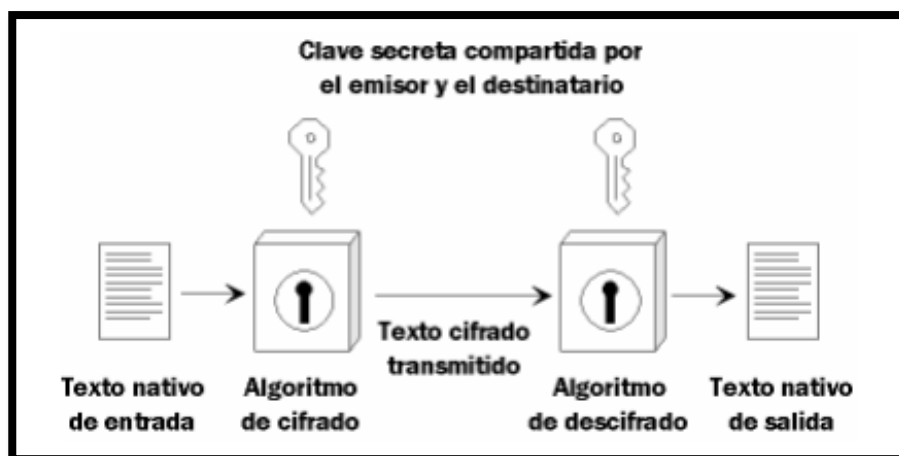 Clave secreta compartida por
el emisor y el destinatario
Texto cifrado
transmitido
Texto nativo
de entrada
Algoritmo
de cifrado
Algoritmo
de descifrado
Texto nativo
de salida